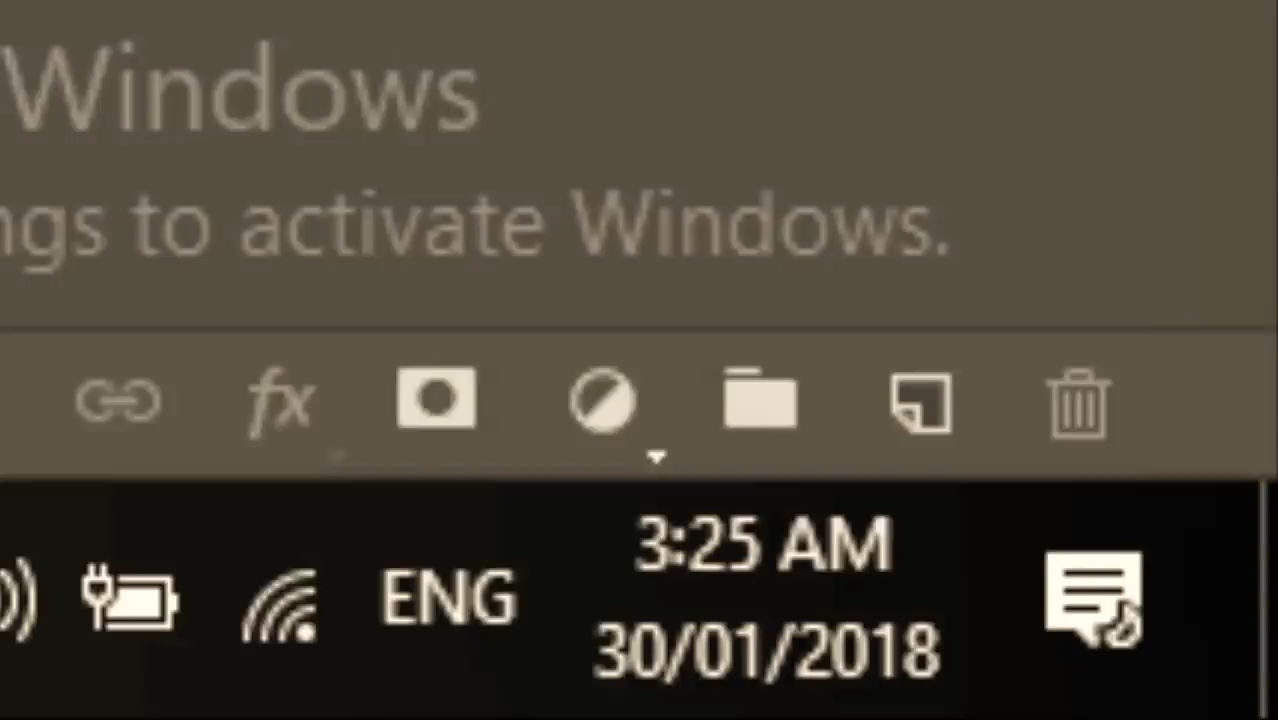 Windows
ngs to activate Windows.
fx
ENG
3:25 AM
30/01/2018